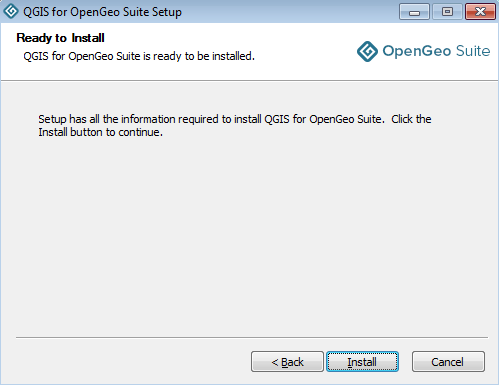 QGIS for OpenGeo Suite Setup
Ready to Install
QGIS for OpenGeo Suite is ready to be installed.
OpenGeo Suite
Setup has all the information required to install QGIS for OpenGeo Suite.  Click the
Install button to continue.
< Back
Install
Cancel